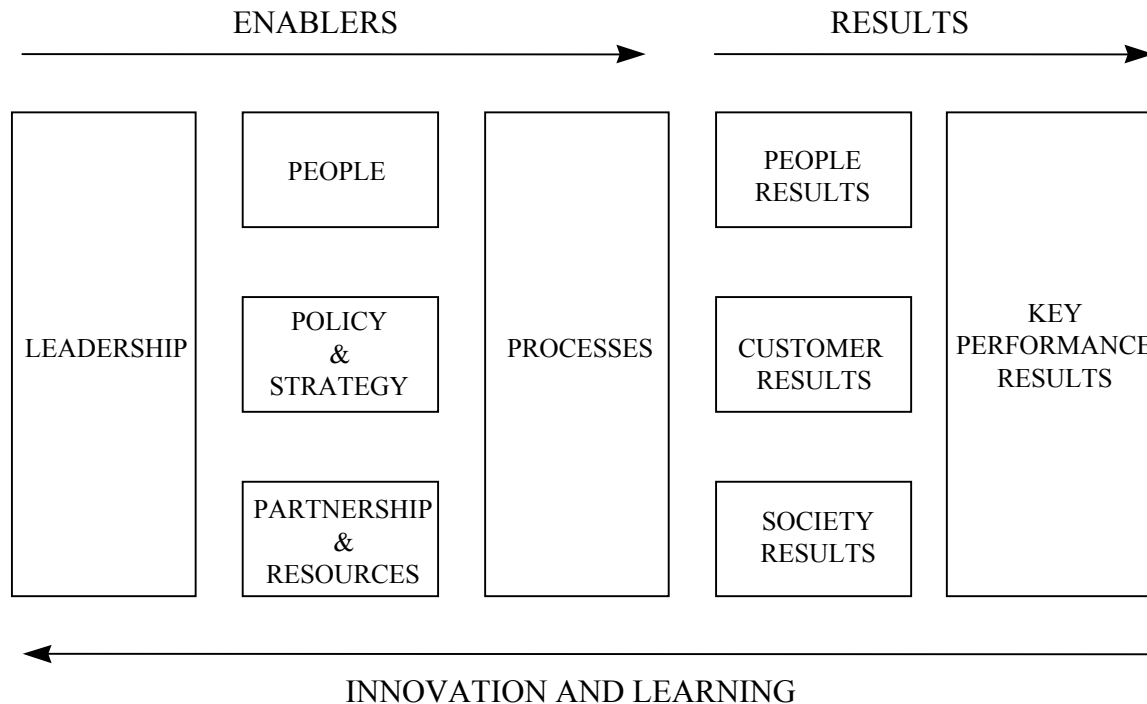 ENABLERS
RESULTS
LEADERSHIP
PEOPLE
POLICY
&
STRATEGY
PARTNERSHIP
&
RESOURCES
PROCESSES
PEOPLE
RESULTS
CUSTOMER
RESULTS
SOCIETY
RESULTS
KEY
PERFORMANCE
RESULTS
INNOVATION AND LEARNING